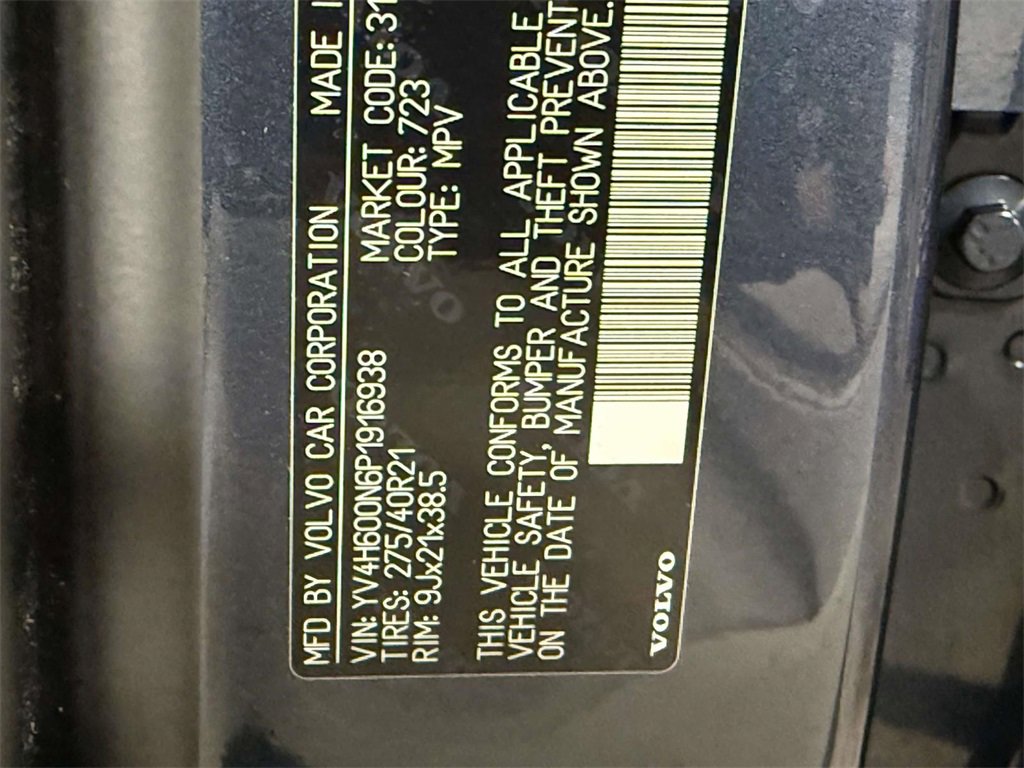 MFD BY VOLVO CAR CORPORATION MADE I
VIN: YV4H600N6P1916938 MARKET CODE: 31
TIRES: 275/40R21 COLOUR: 723
RIM: 9Jx21x38.5 TYPE: MPV
THIS VEHICLE CONFORMS TO ALL APPLICABLE
VEHICLE SAFETY, BUMPER AND THEFT PREVENT
ON THE DATE OF MANUFACTURE SHOWN ABOVE.
VOLVO